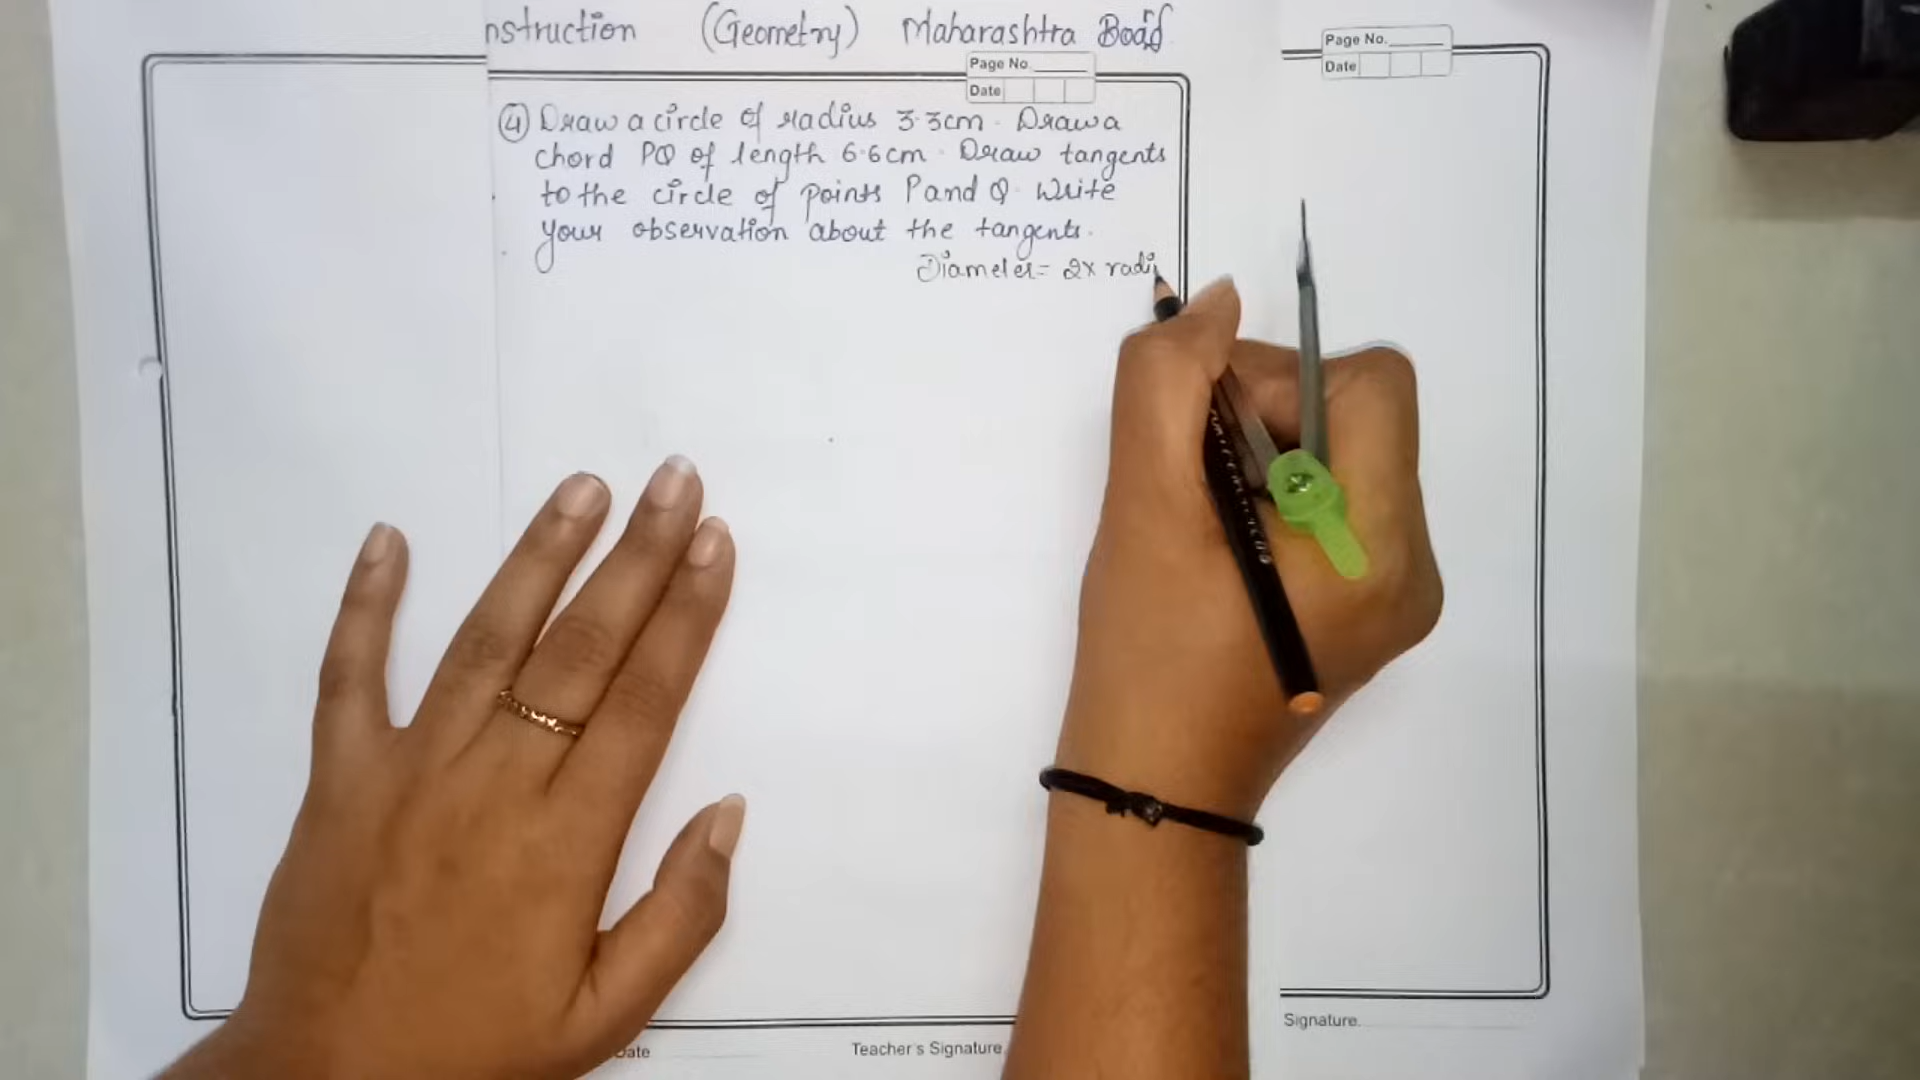 nstruction (Geometry) Maharashtra Board
Page No.
Date
Page No.
Date
④ Draw a circle of radius 3.3cm. Draw a
chord PQ of length 6.6cm. Draw tangents
to the circle of points P and Q. Write
your observation about the tangents.
Diameter = 2x radi
Date
Teacher's Signature
Signature.